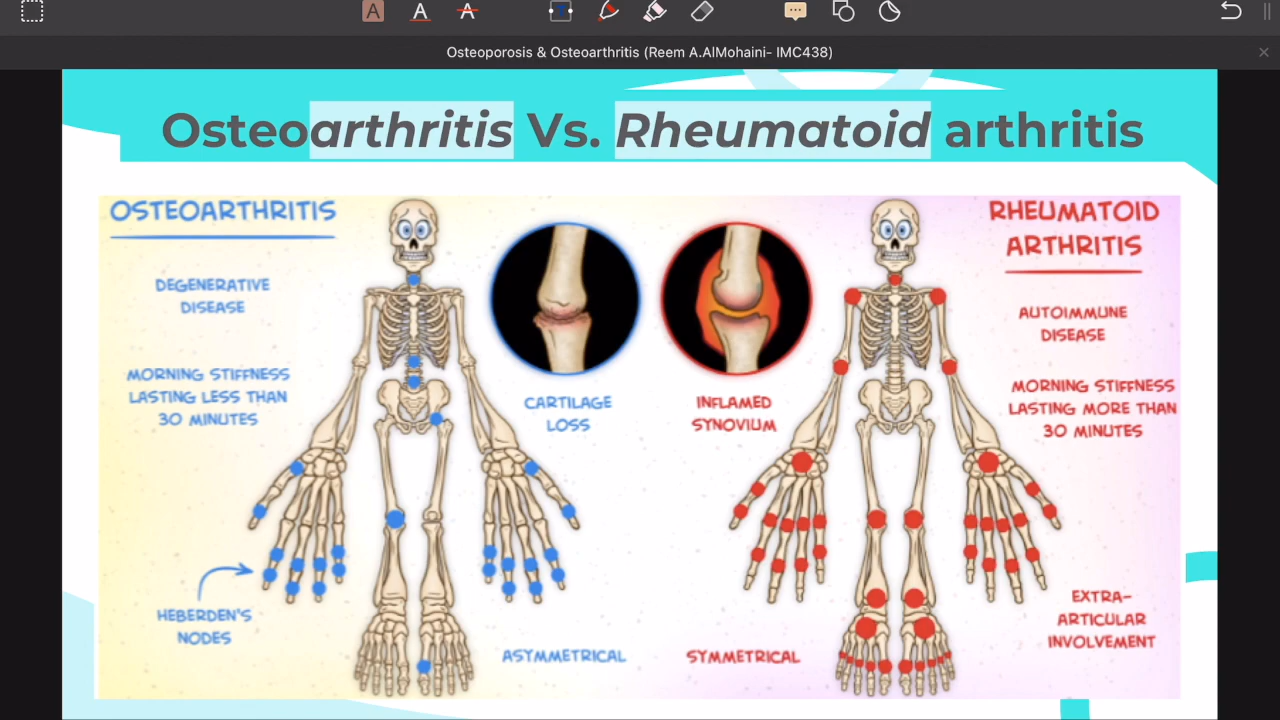 A A A
Osteoporosis & Osteoarthritis (Reem A.AlMohaini- IMC438)
Osteoarthritis Vs. Rheumatoid arthritis
OSTEOARTHRITIS
DEGENERATIVE
DISEASE
MORNING STIFFNESS
LASTING LESS THAN
30 MINUTES
HEBERDEN'S
NODES
CARTILAGE
LOSS
ASYMMETRICAL
INFLAMED
SYNOVIUM
SYMMETRICAL
RHEUMATOID
ARTHRITIS
AUTOIMMUNE
DISEASE
MORNING STIFFNESS
LASTING MORE THAN
30 MINUTES
EXTRA-
ARTICULAR
INVOLVEMENT